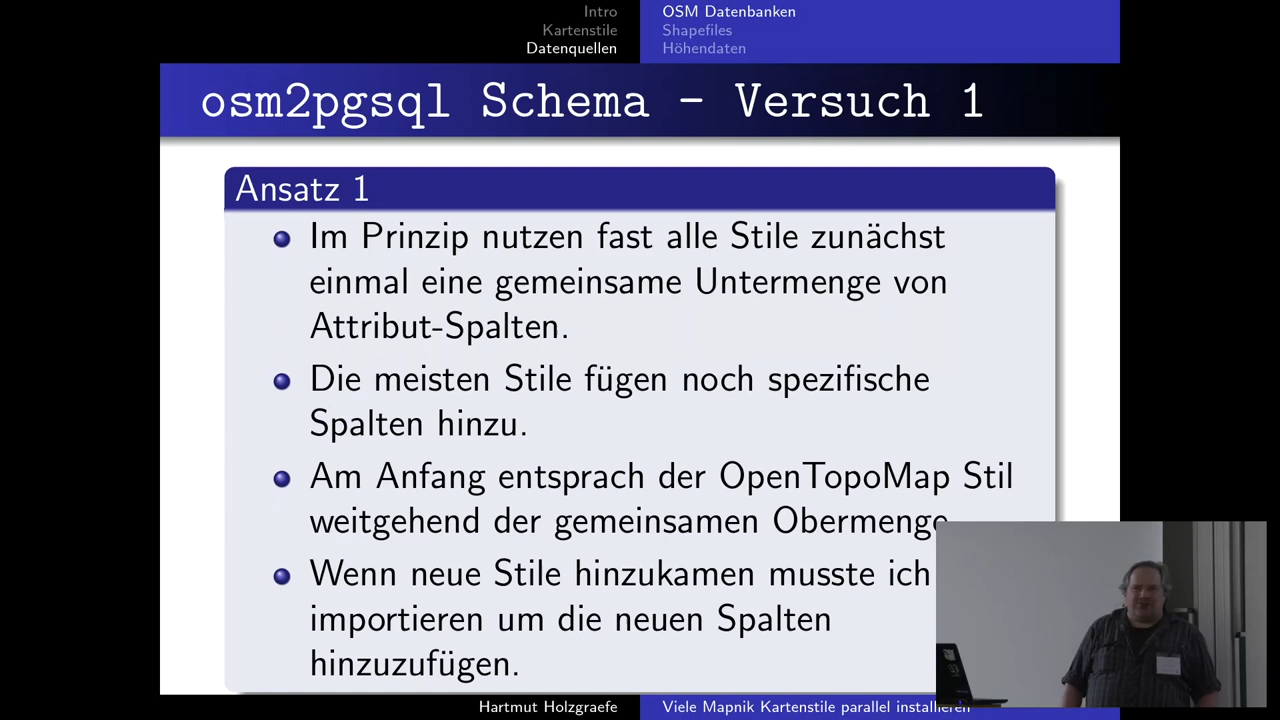 Intro
Kartenstile
Datenquellen
OSM Datenbanken
Shapefiles
Höhendaten
osm2pgsql Schema - Versuch 1
Ansatz 1
Im Prinzip nutzen fast alle Stile zunächst
einmal eine gemeinsame Untermenge von
Attribut-Spalten.
Die meisten Stile fügen noch spezifische
Spalten hinzu.
Am Anfang entsprach der OpenTopoMap Stil
weitgehend der gemeinsamen Obermenge
Wenn neue Stile hinzukamen musste ich
importieren um die neuen Spalten
hinzuzufügen.
Hartmut Holzgraefe
Viele Mapnik Kartenstile parallel installieren